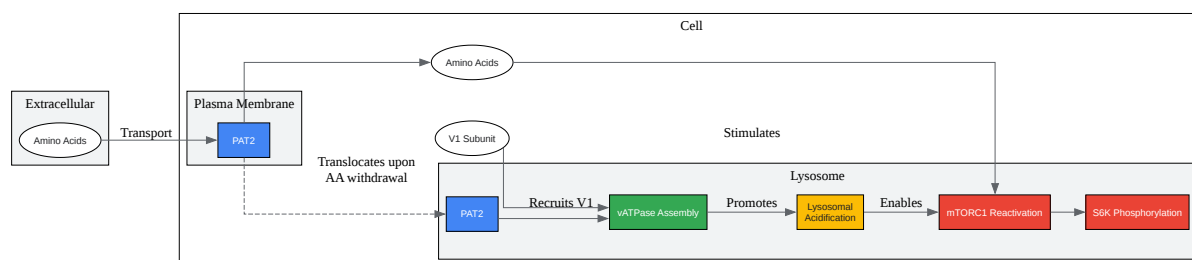 Cell
Amino Acids
Extracellular
Plasma Membrane
Amino Acids
Transport
PAT2
V1 Subunit
Stimulates
Translocates upon
AA withdrawal
Lysosome
PAT2
Recruits V1
vATPase Assembly
Promotes
Lysosomal
Acidification
Enables
mTORC1 Reactivation
S6K Phosphorylation